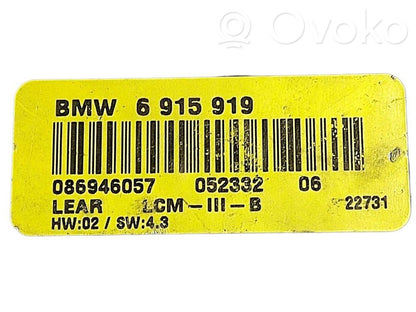 Ovoko
BMW 6 915 919
086946057 052332 06
LEAR LCM-III-B 22731
HW:02 / SW:4.3